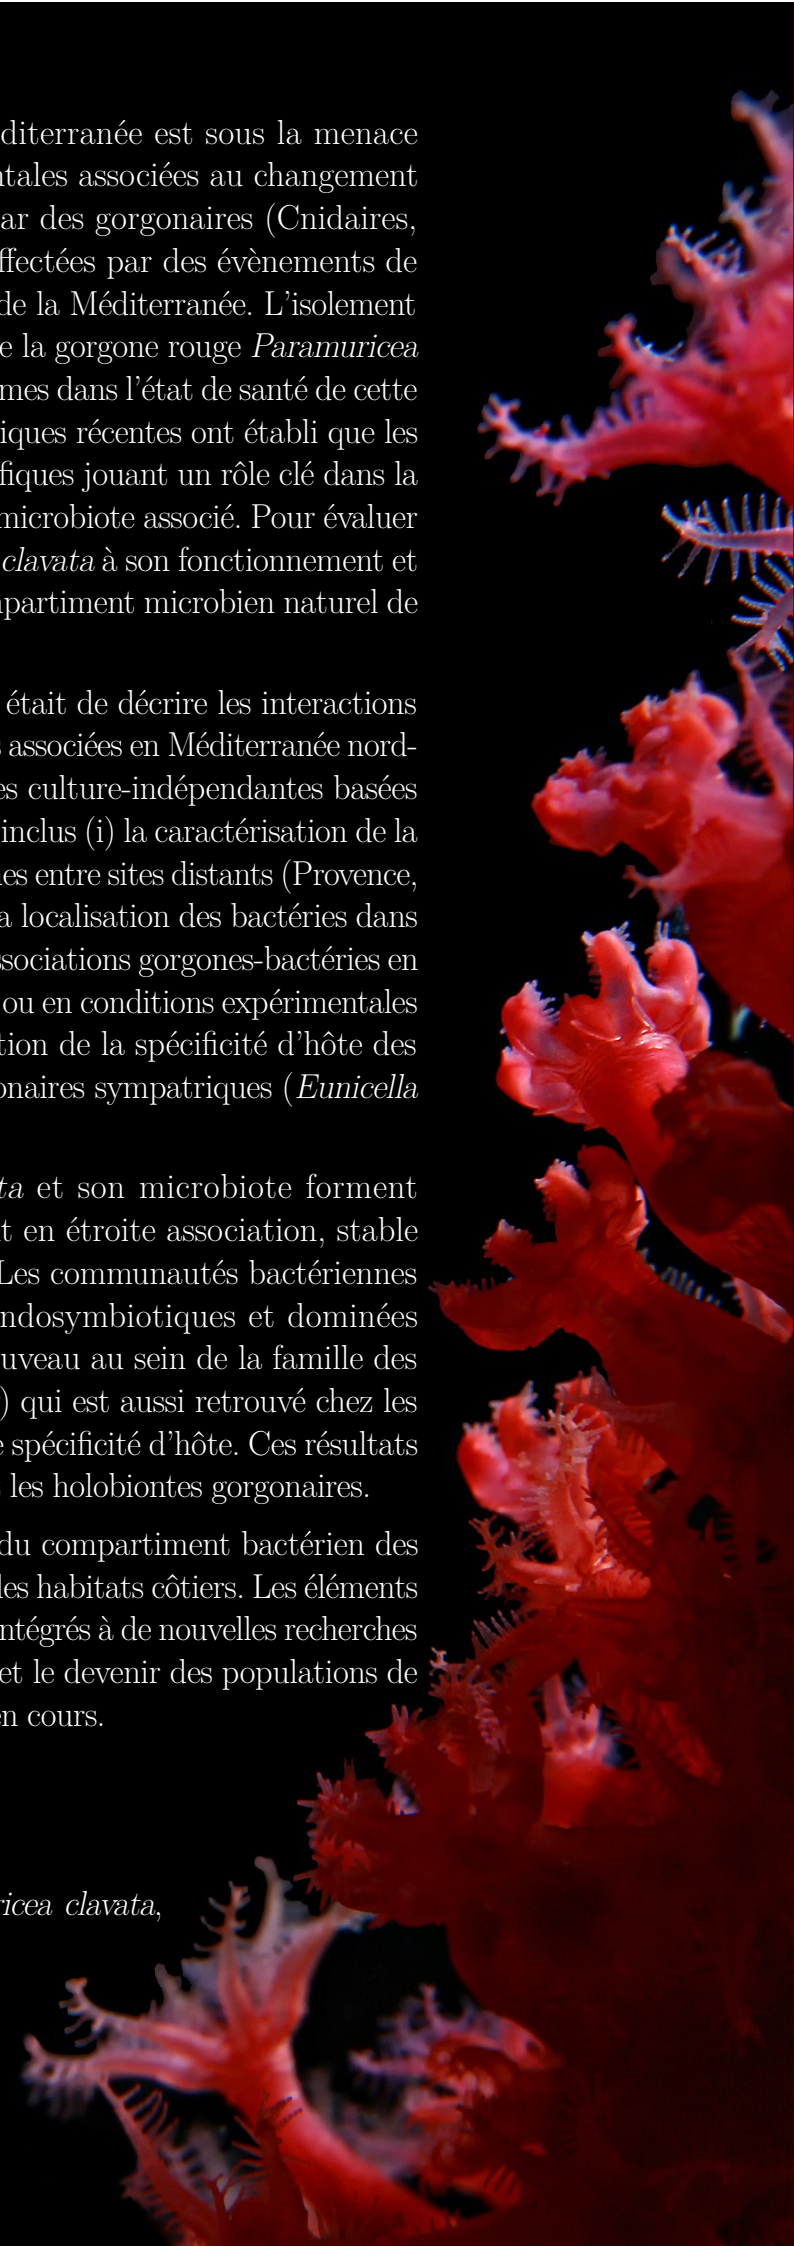 diterranée est sous la menace
ntales associées au changement
ar des gorgonaires (Cnidaires,
ffectées par des évènements de
de la Méditerranée. L'isolement
e la gorgone rouge Paramuricea
mes dans l'état de santé de cette
iques récentes ont établi que les
fiques jouant un rôle clé dans la
microbiote associé. Pour évaluer
clavata à son fonctionnement et
partiment microbien naturel de
était de décrire les interactions
s associées en Méditerranée nord-
es culture-indépendantes basées
inclus (i) la caractérisation de la
nes entre sites distants (Provence,
a localisation des bactéries dans
ssociations gorgones-bactéries en
ou en conditions expérimentales
tion de la spécificité d'hôte des
onaires sympatriques (Eunicella
ta et son microbiote forment
t en étroite association, stable
Les communautés bactériennes
ndosymbiotiques et dominées
uveau au sein de la famille des
) qui est aussi retrouvé chez les
e spécificité d'hôte. Ces résultats
s les holobiontes gorgonaires.
du compartiment bactérien des
les habitats côtiers. Les éléments
ntégrés à de nouvelles recherches
et le devenir des populations de
en cours.
ricea clavata,